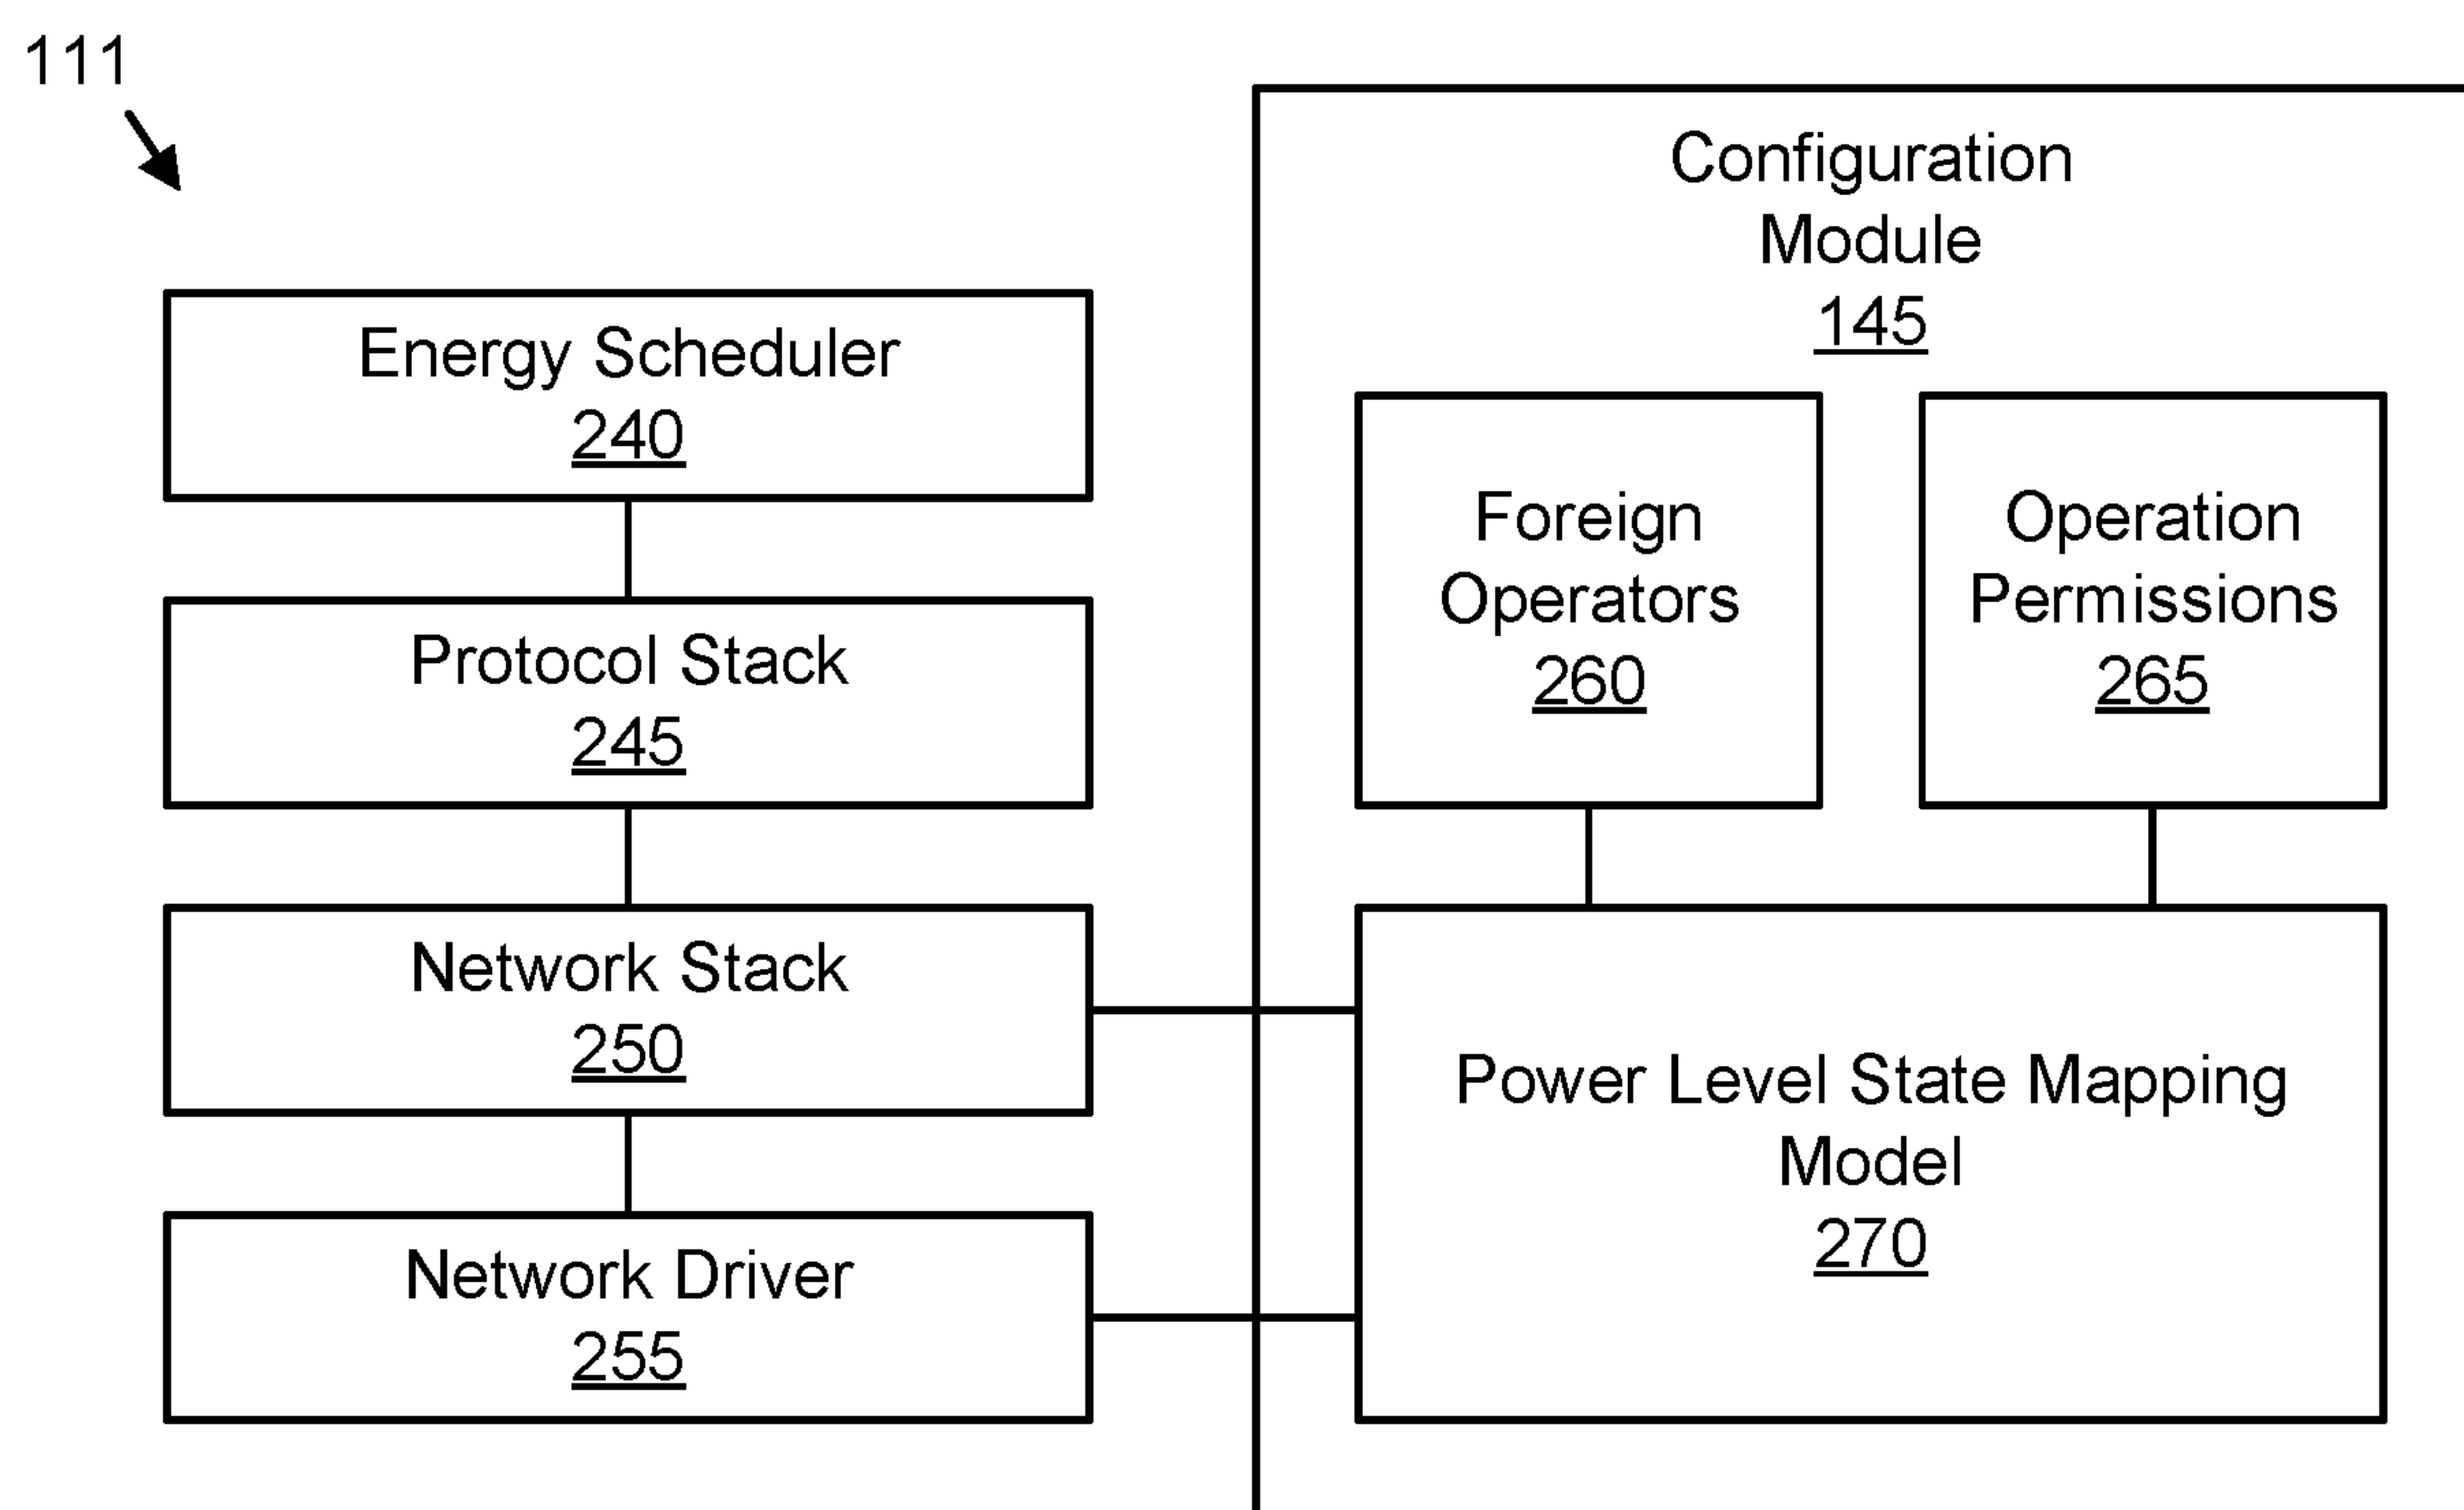 111
Configuration
Module
145
Energy Scheduler
240
Protocol Stack
245
Network Stack
250
Network Driver
255
Foreign
Operators
260
Operation
Permissions
265
Power Level State Mapping
Model
270